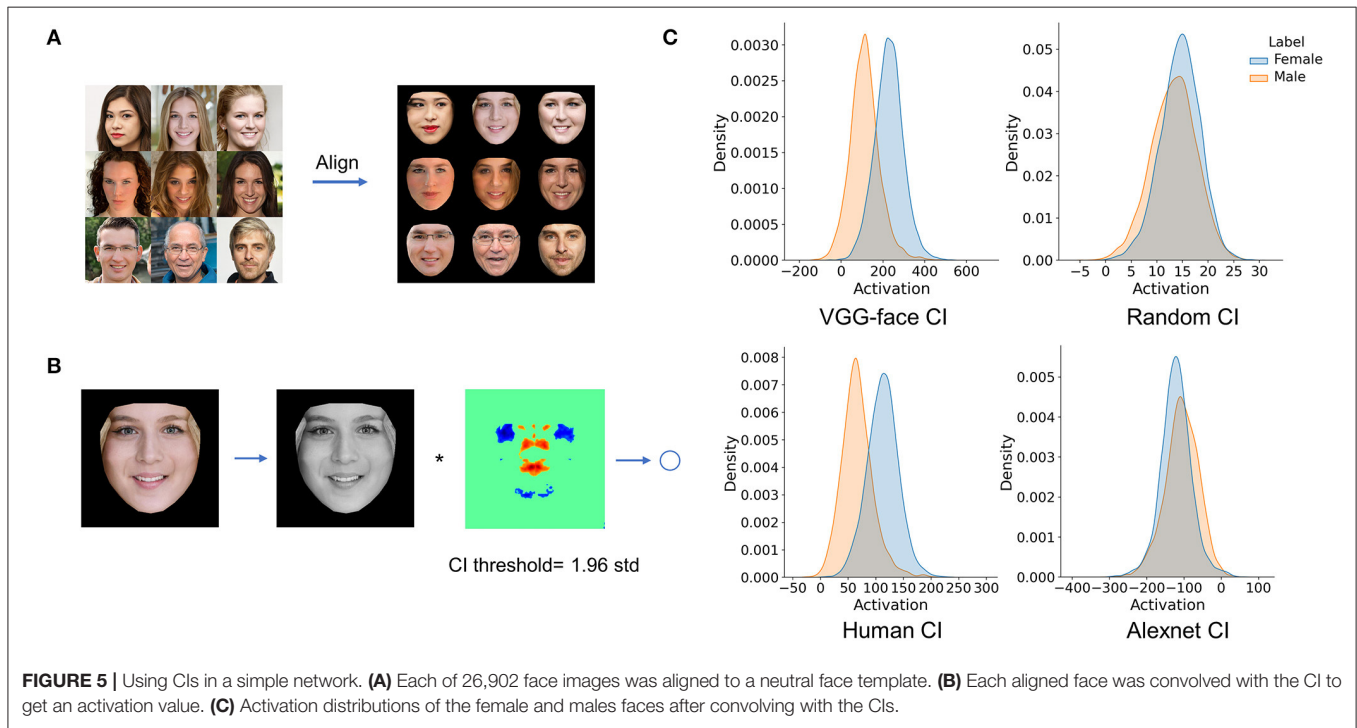 A
Align
B
*
CI threshold= 1.96 std
C
0.0030
0.0025
0.0020
0.0015
0.0010
0.0005
0.0000
Density
−200 0 200 400 600
Activation
VGG-face CI
0.05
0.04
0.03
0.02
0.01
0.00
Density
−5 0 5 10 15 20 25 30
Activation
Random CI
Label
Female
Male
0.008
0.007
0.006
0.005
0.004
0.003
0.002
0.001
0.000
Density
−50 0 50 100 150 200 250 300
Activation
Human CI
0.005
0.004
0.003
0.002
0.001
0.000
Density
−400 −300 −200 −100 0 100
Activation
Alexnet CI
FIGURE 5 | Using CIs in a simple network. (A) Each of 26,902 face images was aligned to a neutral face template. (B) Each aligned face was convolved with the CI to
get an activation value. (C) Activation distributions of the female and males faces after convolving with the CIs.